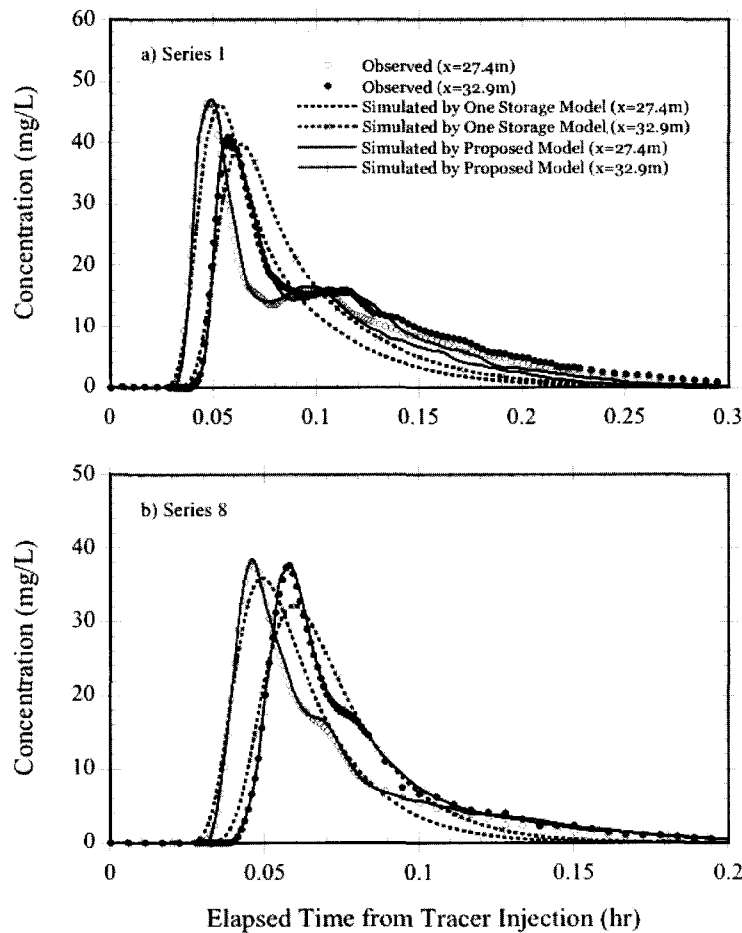 60
50
40
30
20
10
0
Concentration (mg/L)
a) Series 1
Observed (x=27.4m)
Observed (x=32.9m)
Simulated by One Storage Model (x=27.4m)
Simulated by One Storage Model (x=32.9m)
Simulated by Proposed Model (x=27.4m)
Simulated by Proposed Model (x=32.9m)
0 0.05 0.1 0.15 0.2 0.25 0.3
50
40
30
20
10
0
Concentration (mg/L)
b) Series 8
0 0.05 0.1 0.15 0.2
Elapsed Time from Tracer Injection (hr)